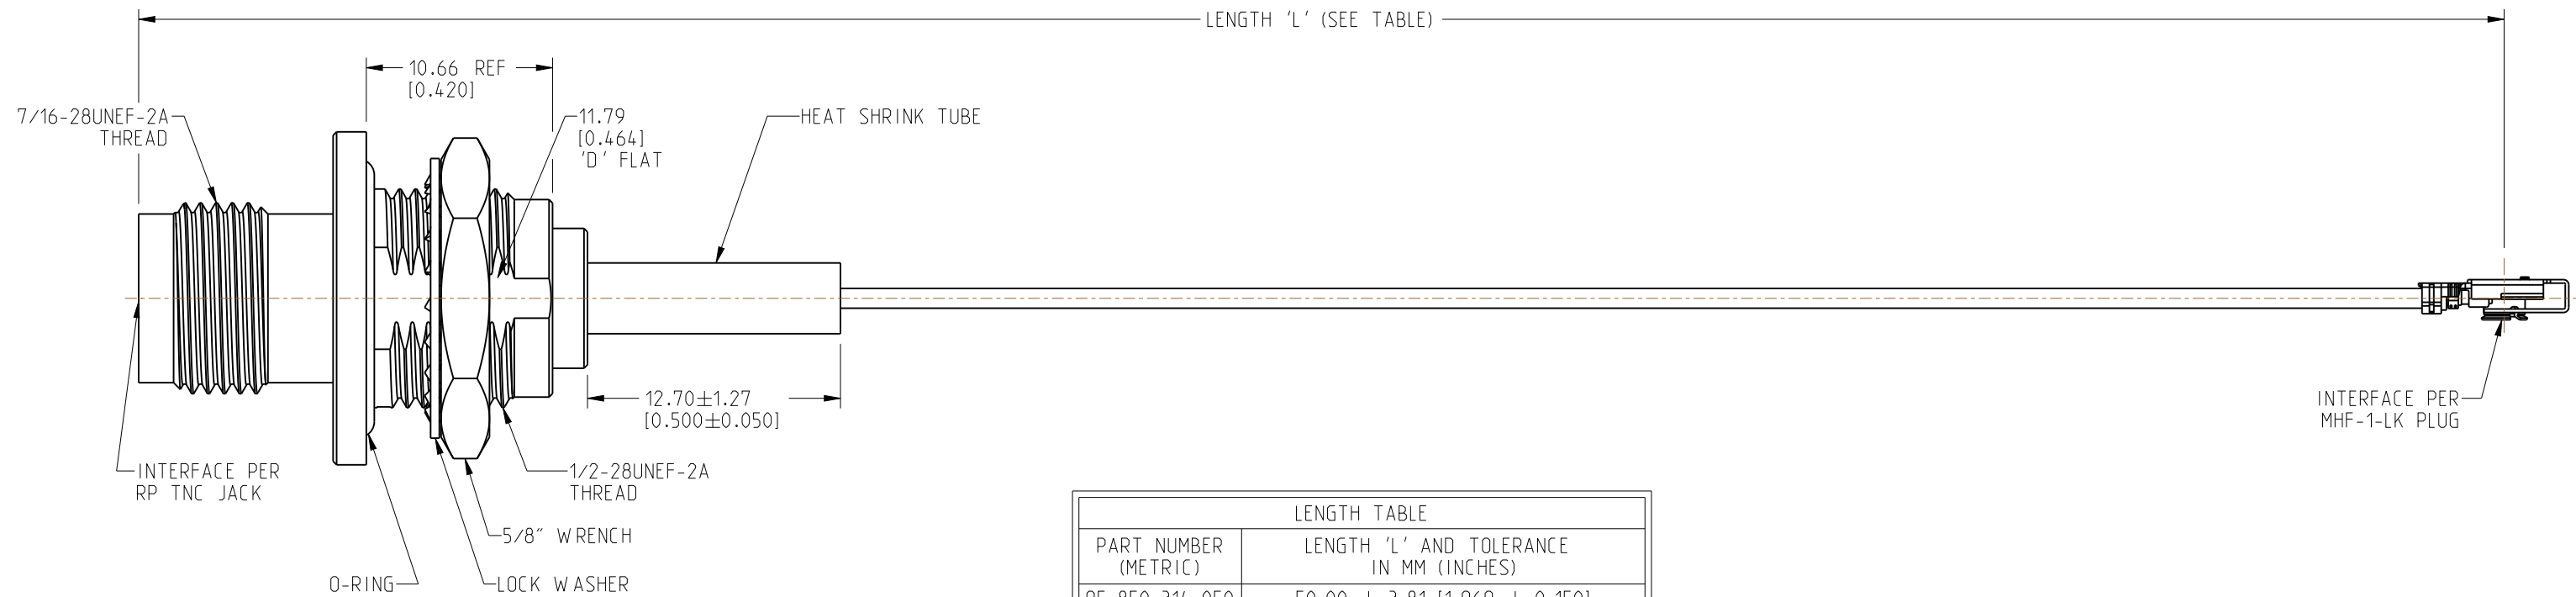 LENGTH 'L' (SEE TABLE)
10.66 REF
[0.420]
7/16-28UNEF-2A
THREAD
11.79
[0.464]
'D' FLAT
HEAT SHRINK TUBE
12.70±1.27
[0.500±0.050]
INTERFACE PER
MHF-1-LK PLUG
INTERFACE PER
RP TNC JACK
1/2-28UNEF-2A
THREAD
5/8" WRENCH
O-RING
LOCK WASHER
LENGTH TABLE
PART NUMBER
(METRIC)
LENGTH 'L' AND TOLERANCE
IN MM (INCHES)